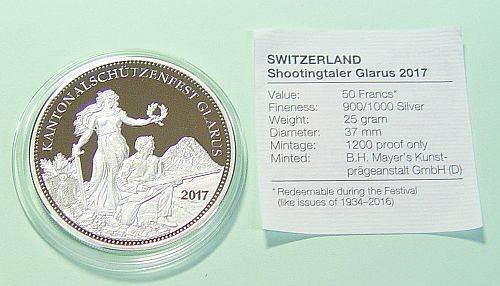 KANTONALSCHÜTZENFEST GLARUS
2017
SWITZERLAND
Shootingtaler Glarus 2017
Value: 50 Francs*
Fineness: 900/1000 Silver
Weight: 25 gram
Diameter: 37 mm
Mintage: 1200 proof only
Minted: B.H. Mayer's Kunst-
prägeanstalt GmbH (D)
* Redeemable during the Festival
(like issues of 1934–2016)